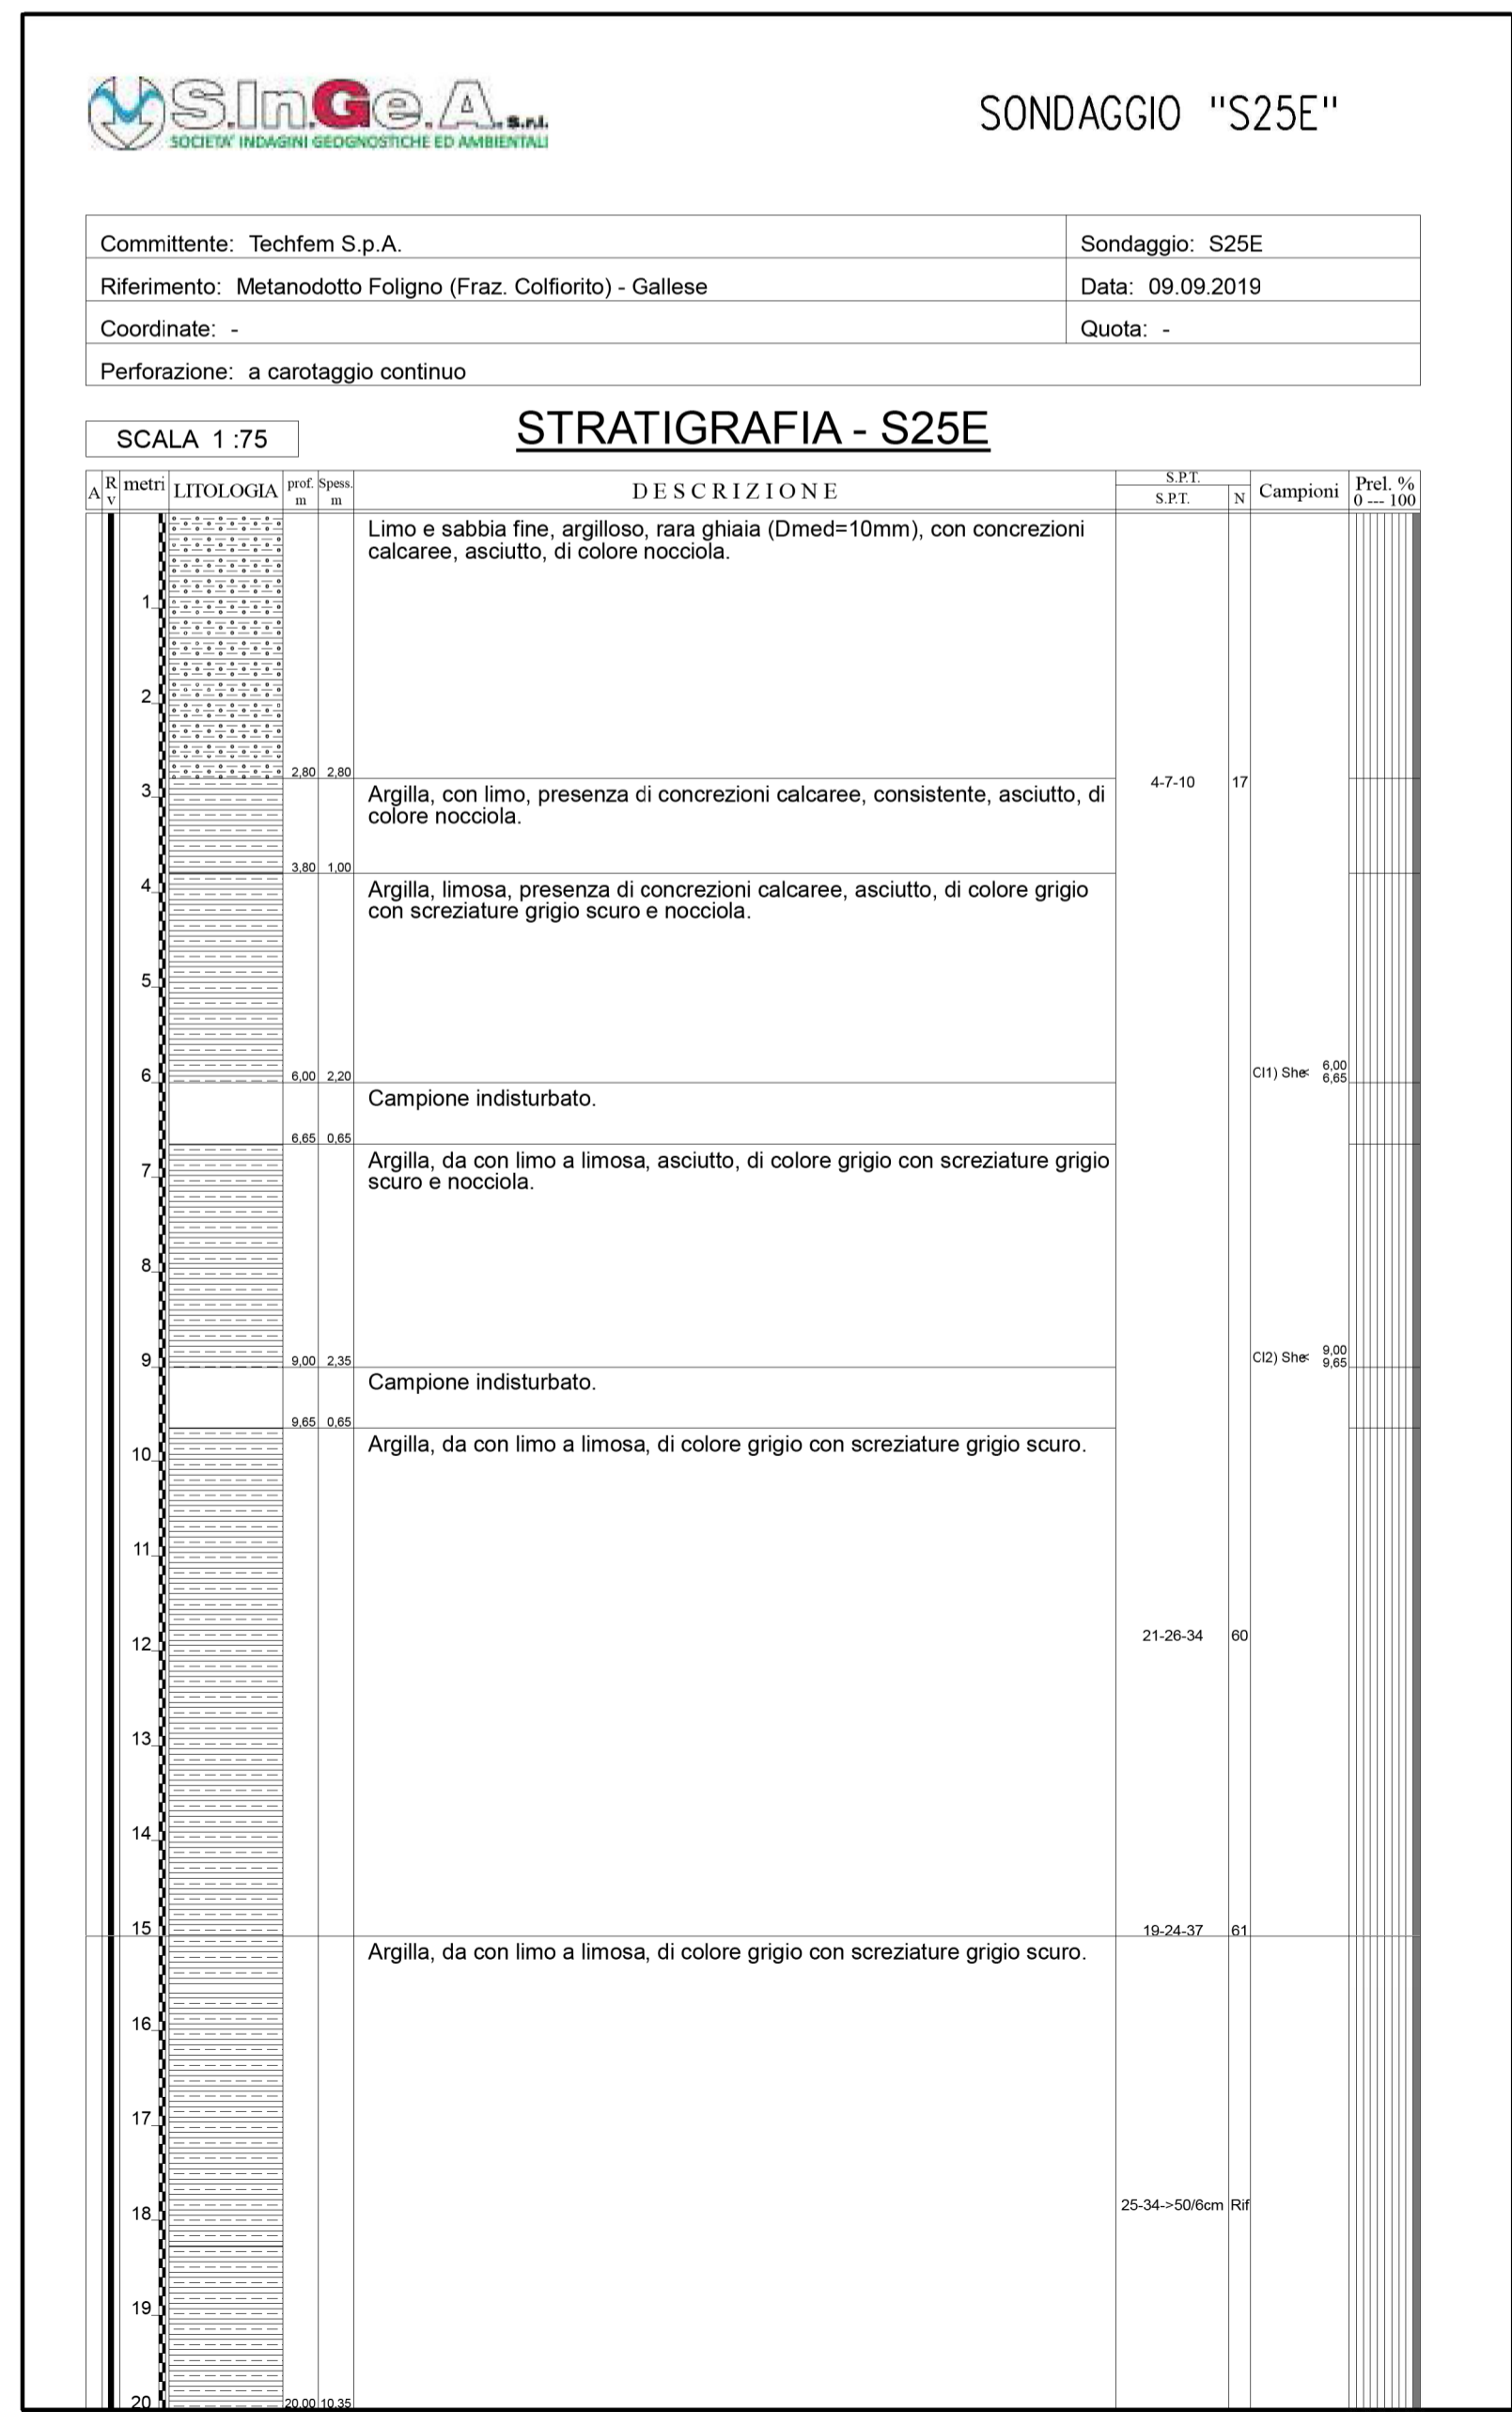 S.In.Ge.A. s.r.l.
SOCIETA' INDAGINI GEOGNOSTICHE ED AMBIENTALI
SONDAGGIO "S25E"
Committente: Techfem S.p.A.
Sondaggio: S25E
Riferimento: Metanodotto Foligno (Fraz. Colfiorito) - Gallese
Data: 09.09.2019
Coordinate: -
Quota: -
Perforazione: a carotaggio continuo
SCALA 1 :75
STRATIGRAFIA - S25E
A
R v
metri
LITOLOGIA
prof. m
Spess. m
DESCRIZIONE
S.P.T.
S.P.T.
N
Campioni
Prel. %
0 --- 100
Limo e sabbia fine, argilloso, rara ghiaia (Dmed=10mm), con concrezioni
calcaree, asciutto, di colore nocciola.
1
2
2,80 2,80
4-7-10 17
3
Argilla, con limo, presenza di concrezioni calcaree, consistente, asciutto, di
colore nocciola.
3,80 1,00
4
Argilla, limosa, presenza di concrezioni calcaree, asciutto, di colore grigio
con screziature grigio scuro e nocciola.
5
6
6,00 2,20
CI1) She< 6,00
6,65
Campione indisturbato.
6,65 0,65
7
Argilla, da con limo a limosa, asciutto, di colore grigio con screziature grigio
scuro e nocciola.
8
9
9,00 2,35
CI2) She< 9,00
9,65
Campione indisturbato.
9,65 0,65
10
Argilla, da con limo a limosa, di colore grigio con screziature grigio scuro.
11
12
21-26-34 60
13
14
15
19-24-37 61
Argilla, da con limo a limosa, di colore grigio con screziature grigio scuro.
16
17
18
25-34->50/6cm Rif
19
20
20,00 10,35